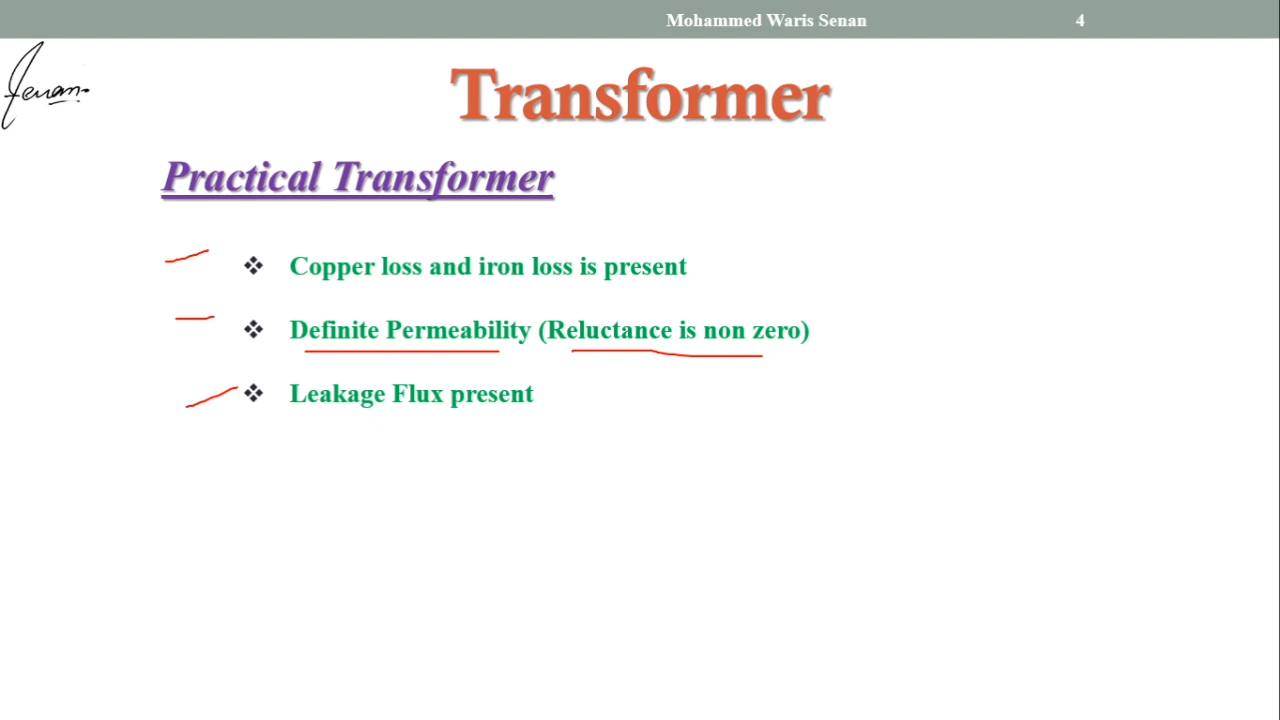 Mohammed Waris Senan 4
Senan
Transformer
Practical Transformer
❖ Copper loss and iron loss is present
❖ Definite Permeability (Reluctance is non zero)
❖ Leakage Flux present